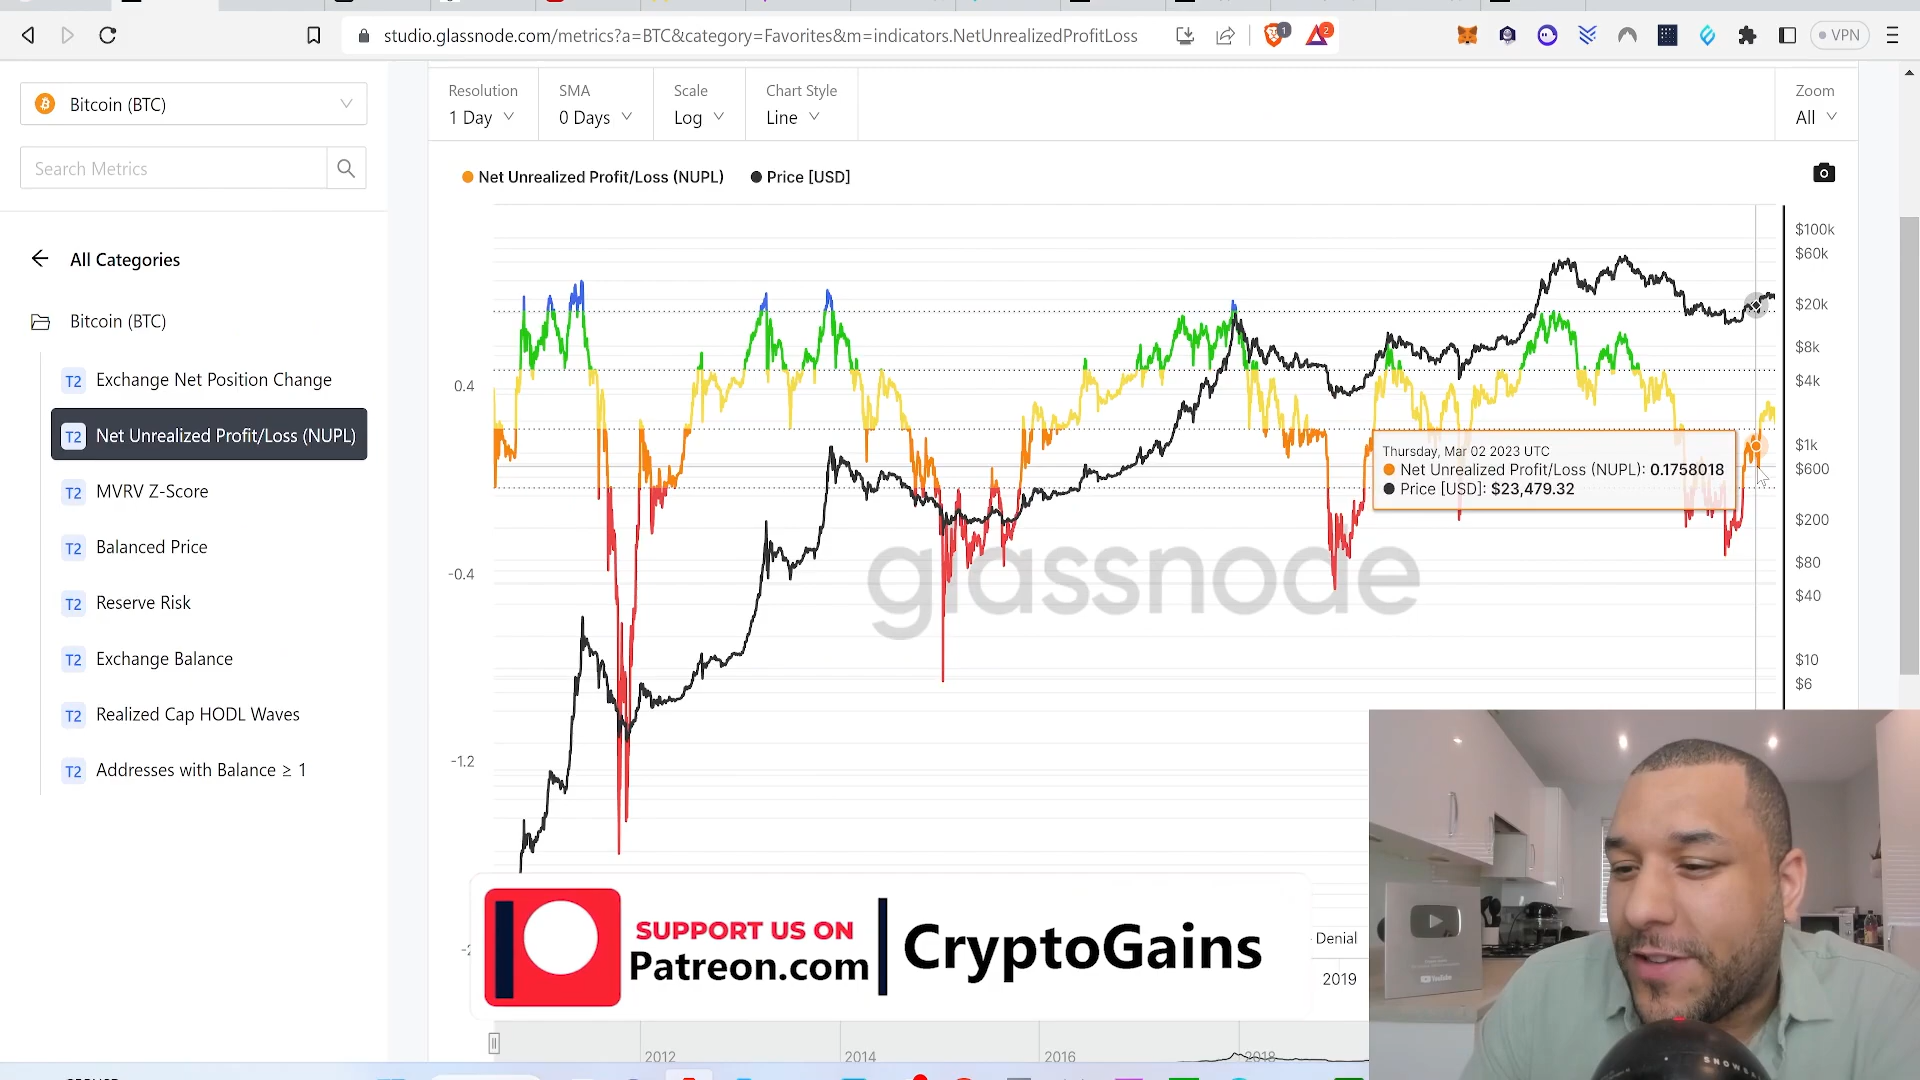 studio.glassnode.com/metrics?a=BTC&category=Favorites&m=indicators.NetUnrealizedProfitLoss
1
2
VPN
Bitcoin (BTC)
Search Metrics
All Categories
Bitcoin (BTC)
T2 Exchange Net Position Change
T2 Net Unrealized Profit/Loss (NUPL)
T2 MVRV Z-Score
T2 Balanced Price
T2 Reserve Risk
T2 Exchange Balance
T2 Realized Cap HODL Waves
T2 Addresses with Balance ≥ 1
Resolution
1 Day
SMA
0 Days
Scale
Log
Chart Style
Line
Zoom
All
Net Unrealized Profit/Loss (NUPL)
Price [USD]
0.4
-0.4
-1.2
$100k
$60k
$20k
$8k
$4k
$1k
$600
$200
$80
$40
$10
$6
Thursday, Mar 02 2023 UTC
Net Unrealized Profit/Loss (NUPL): 0.1758018
Price [USD]: $23,479.32
glassnode
Denial
2019
SUPPORT US ON
Patreon.com
CryptoGains
2012
2014
2016
2018
YouTube